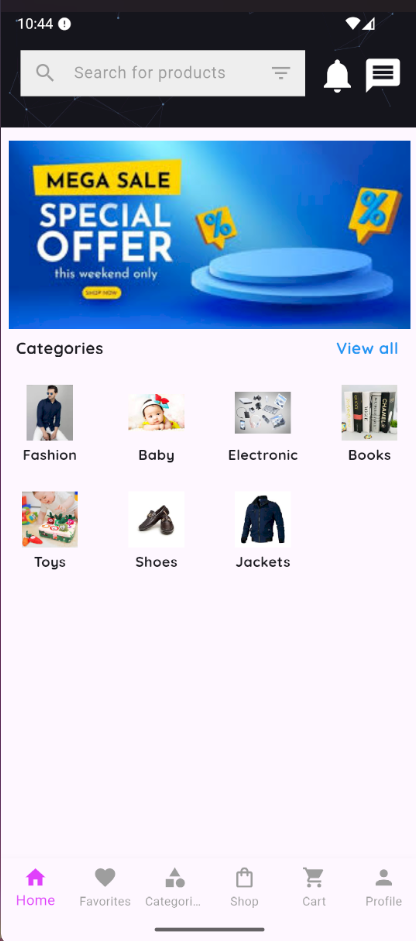 10:44
Search for products
MEGA SALE
SPECIAL
OFFER
this weekend only
SHOP NOW
Categories View all
Fashion Baby Electronic Books
Toys Shoes Jackets
Home Favorites Categori... Shop Cart Profile